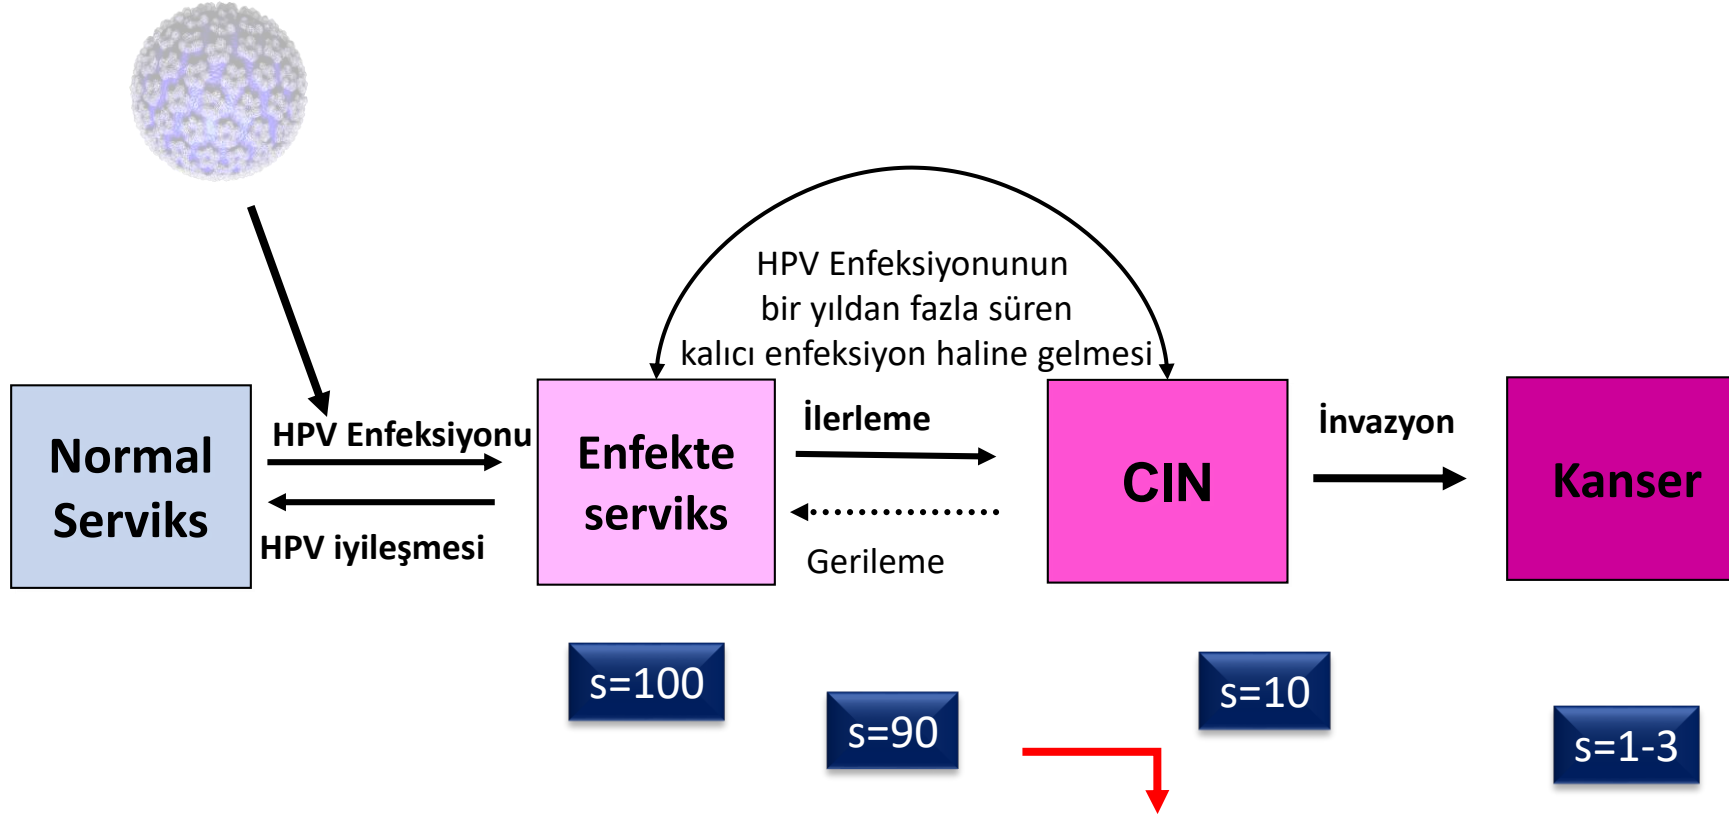 HPV Enfeksiyonunun
bir yıldan fazla süren
kalıcı enfeksiyon haline gelmesi
Normal
Serviks
HPV Enfeksiyonu
HPV iyileşmesi
Enfekte
serviks
İlerleme
Gerileme
CIN
İnvazyon
Kanser
s=100
s=90
s=10
s=1-3